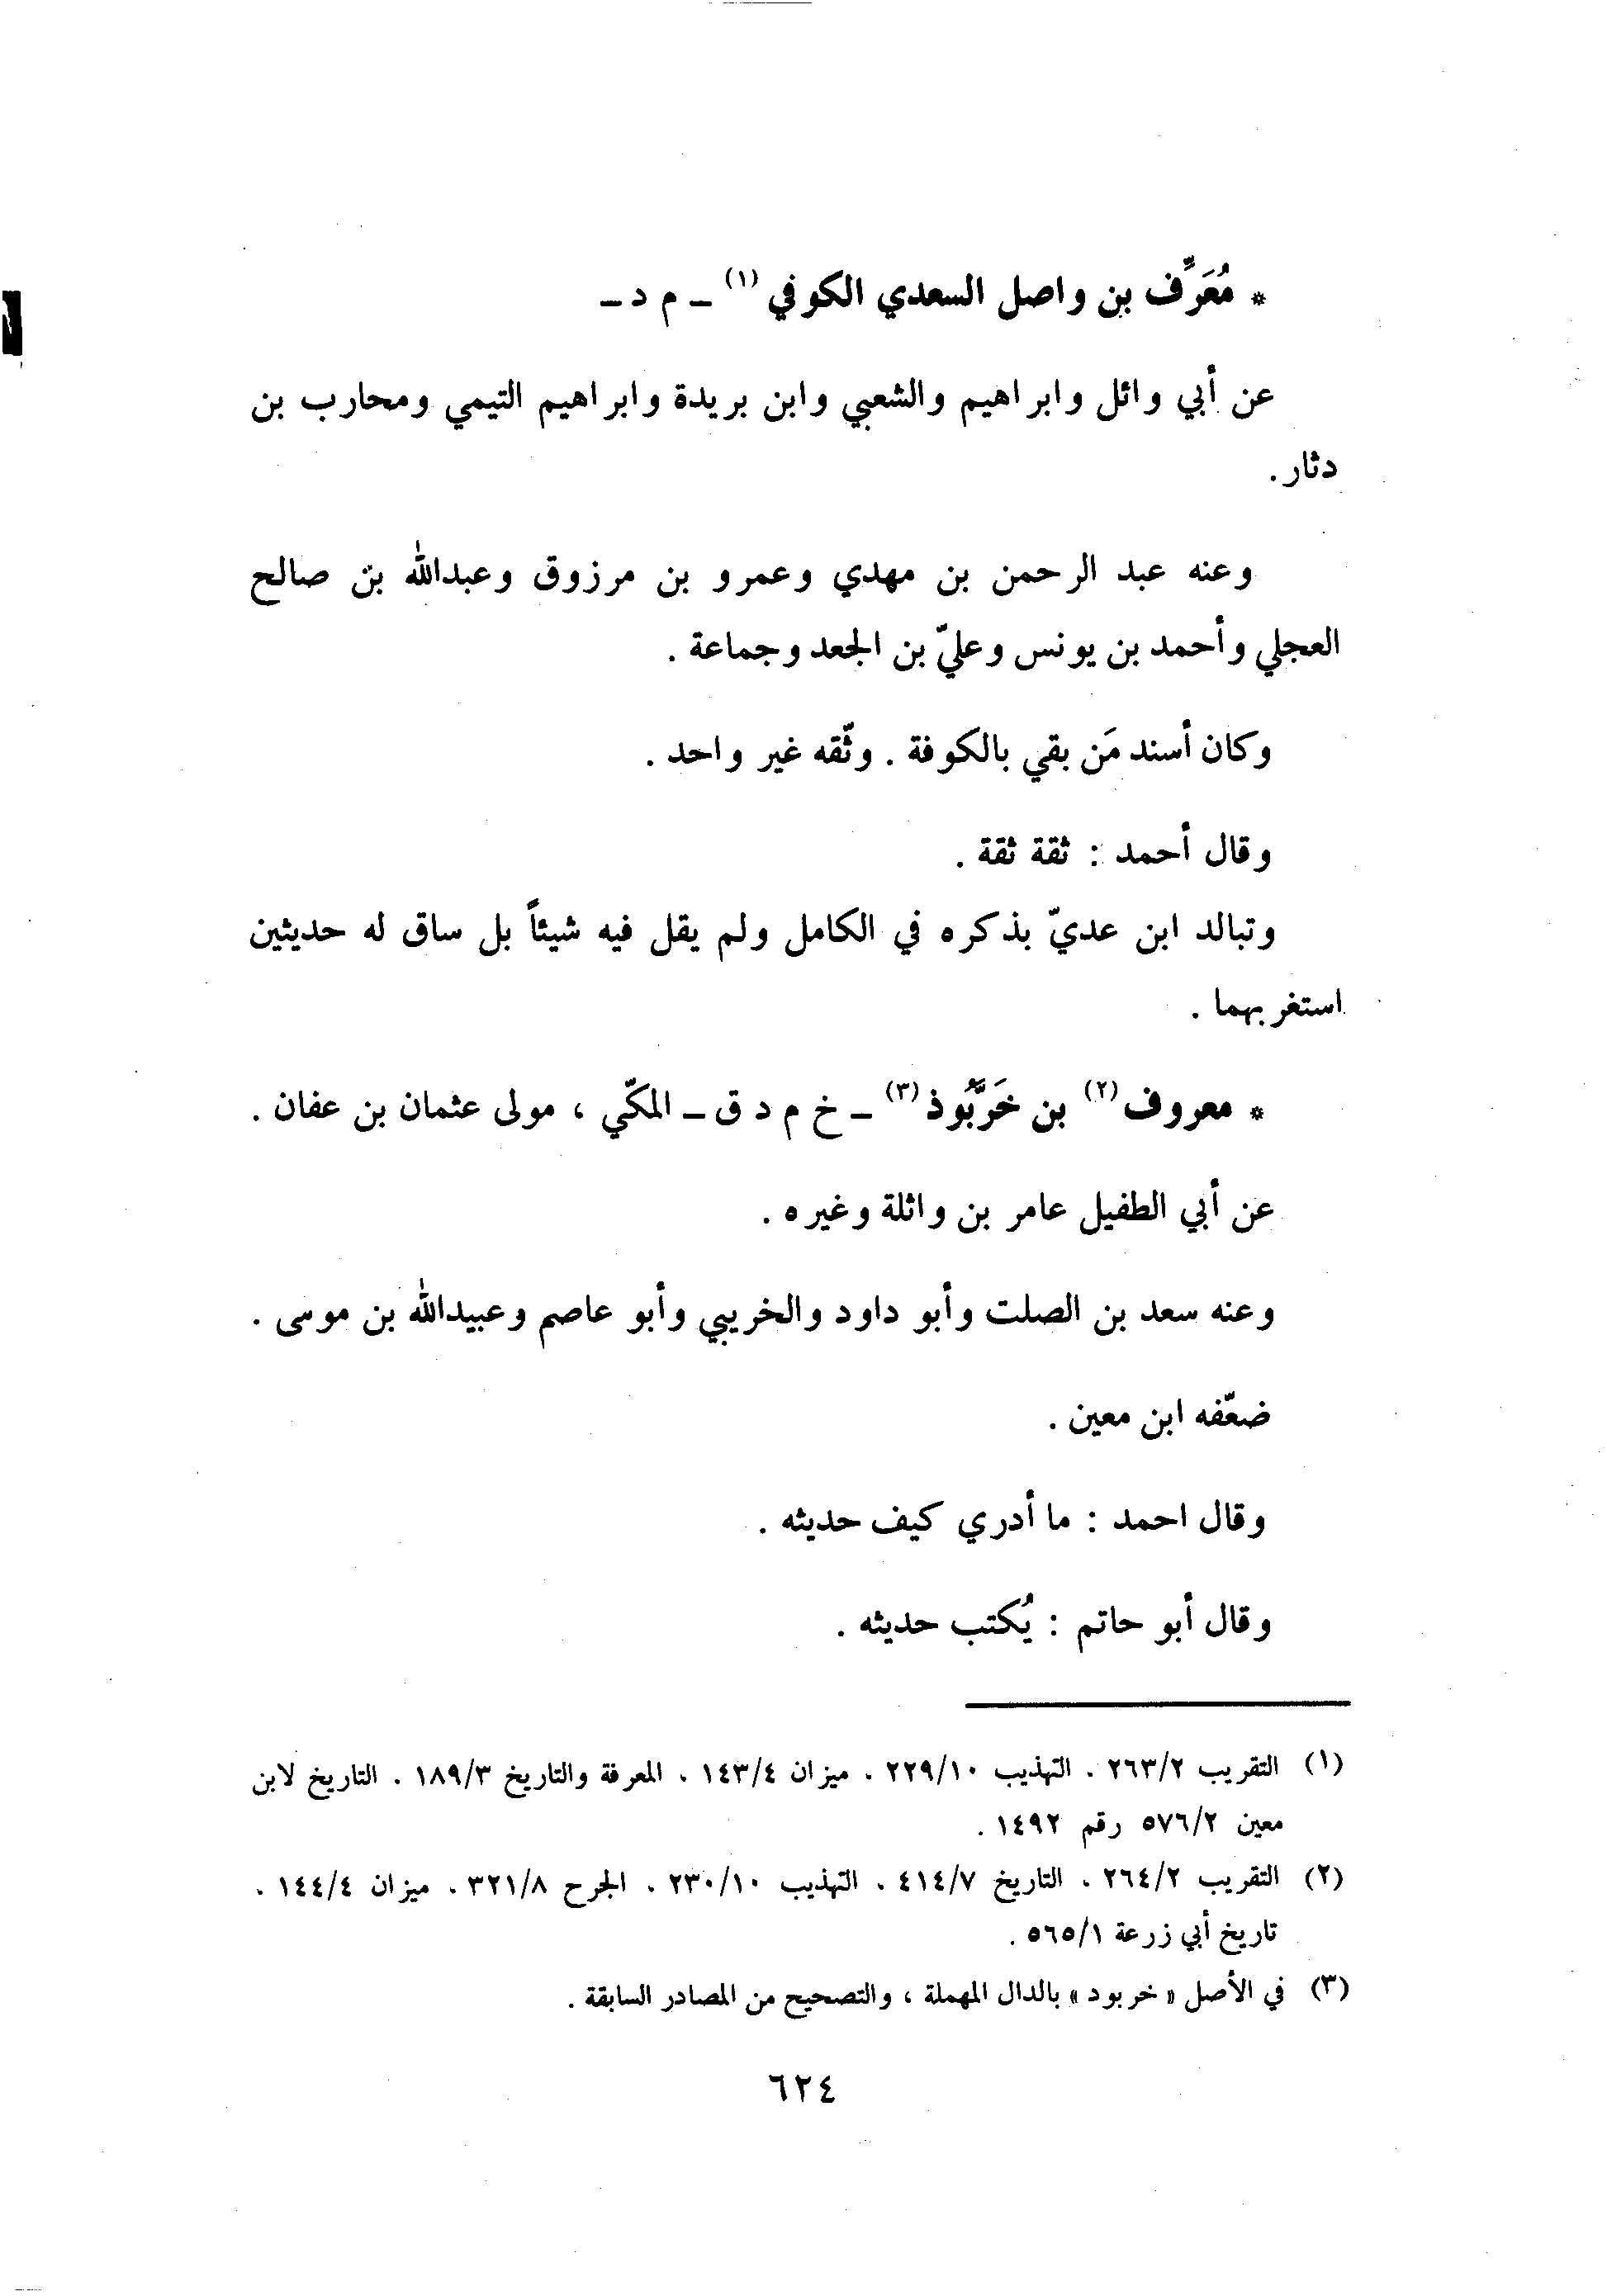 * مُعَرِّف بن واصل السعدي الكوفي (١) ـ م د ـ
عن أبي وائل وابراهيم والشعبي وابن بريدة وابراهيم التيمي ومحارب بن
دثار .
وعنه عبد الرحمن بن مهدي وعمرو بن مرزوق وعبدالله بن صالح
العجلي وأحمد بن يونس وعليّ بن الجعد وجماعة .
وكان أسند مَن بقي بالكوفة . وثّقه غير واحد .
وقال أحمد : ثقة ثقة .
وتبالد ابن عديّ بذكره في الكامل ولم يقل فيه شيئاً بل ساق له حديثين
استغربهما .
* معروف (٢) بن خَرَّبُوذ (٣) ـ خ م د ق ـ المكّي ، مولى عثمان بن عفان .
عن أبي الطفيل عامر بن واثلة وغيره .
وعنه سعد بن الصلت وأبو داود والخريبي وأبو عاصم وعبيدالله بن موسى .
ضعّفه ابن معين .
وقال احمد : ما أدري كيف حديثه .
وقال أبو حاتم : يُكتب حديثه .
(١) التقريب ٢٦٣/٢ . التهذيب ٢٢٩/١٠ . ميزان ١٤٣/٤ . المعرفة والتاريخ ١٨٩/٣ . التاريخ لابن
معين ٥٧٦/٢ رقم ١٤٩٢ .
(٢) التقريب ٢٦٤/٢ . التاريخ ٤١٤/٧ . التهذيب ٢٣٠/١٠ . الجرح ٣٢١/٨ . ميزان ١٤٤/٤ .
تاريخ أبي زرعة ٥٦٥/١ .
(٣) في الأصل « خربود » بالدال المهملة ، والتصحيح من المصادر السابقة .
٦٢٤